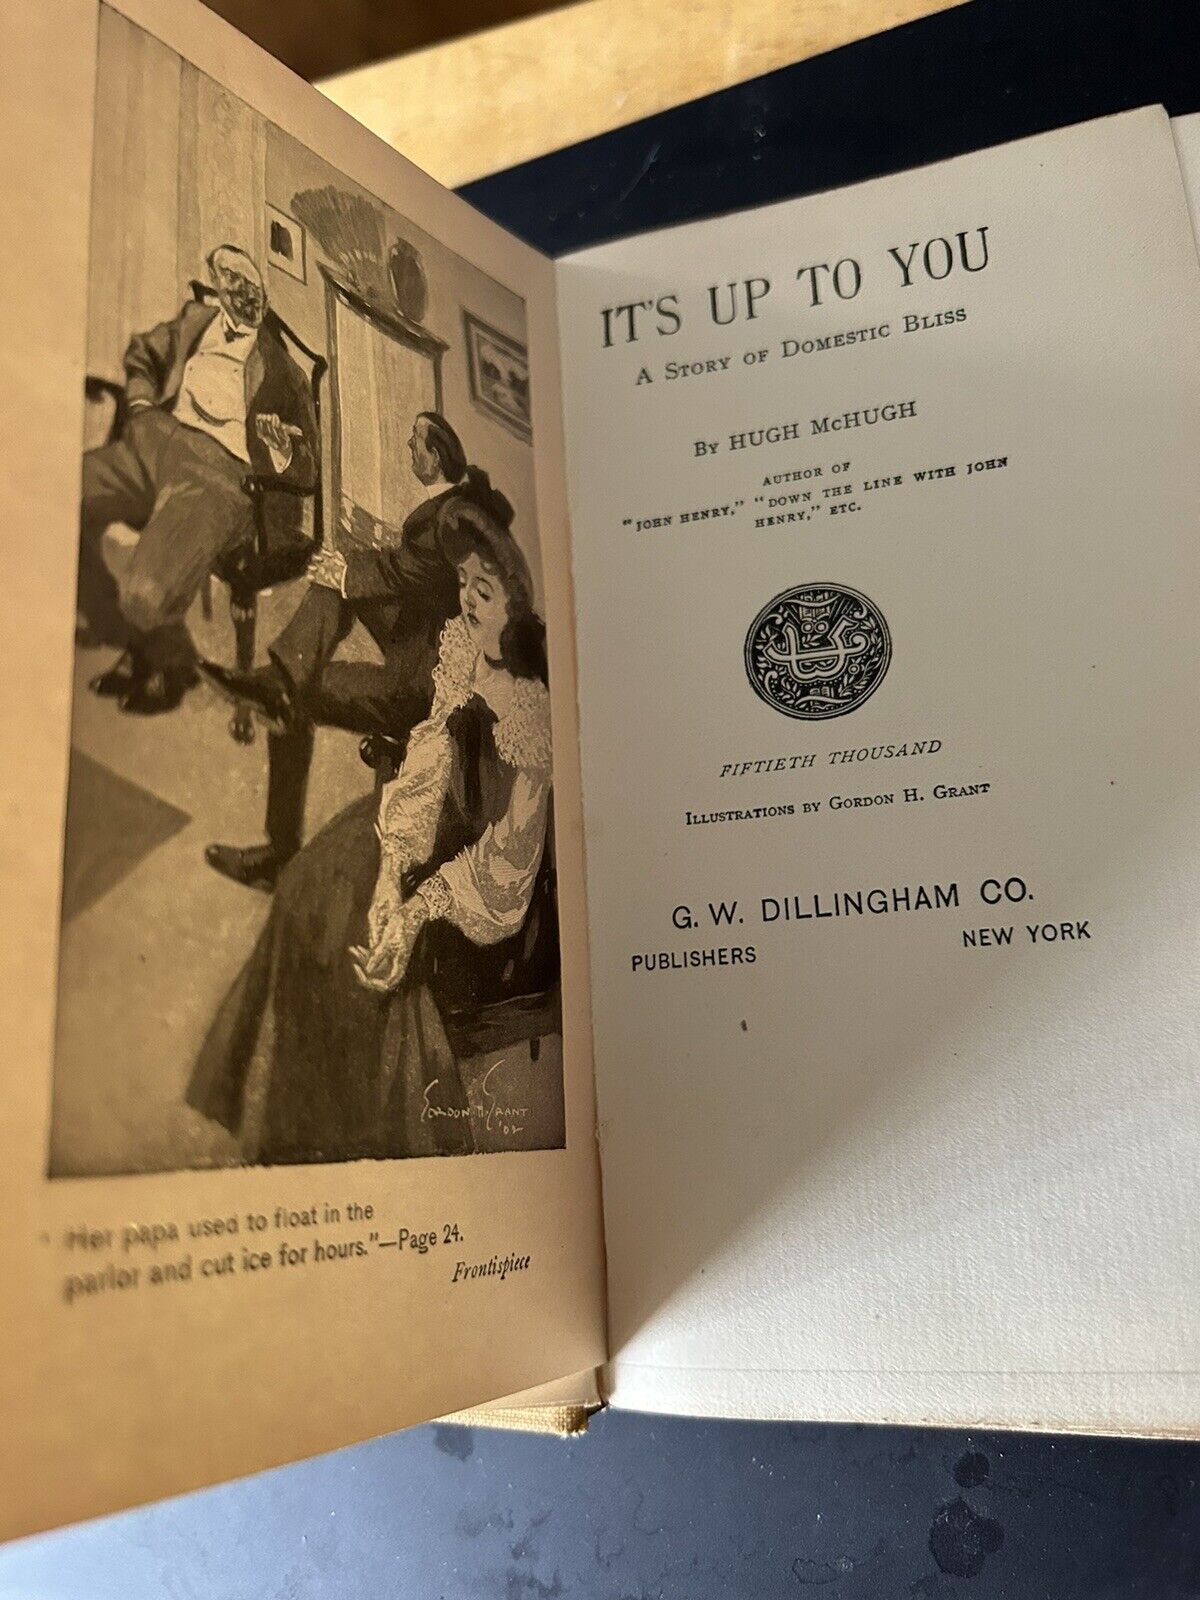 GORDON H. GRANT
'02
"Her papa used to float in the
parlor and cut ice for hours."—Page 24.
Frontispiece
IT'S UP TO YOU
A STORY OF DOMESTIC BLISS
BY HUGH McHUGH
AUTHOR OF
"JOHN HENRY," "DOWN THE LINE WITH JOHN
HENRY," ETC.
FIFTIETH THOUSAND
ILLUSTRATIONS BY GORDON H. GRANT
G. W. DILLINGHAM CO.
PUBLISHERS NEW YORK